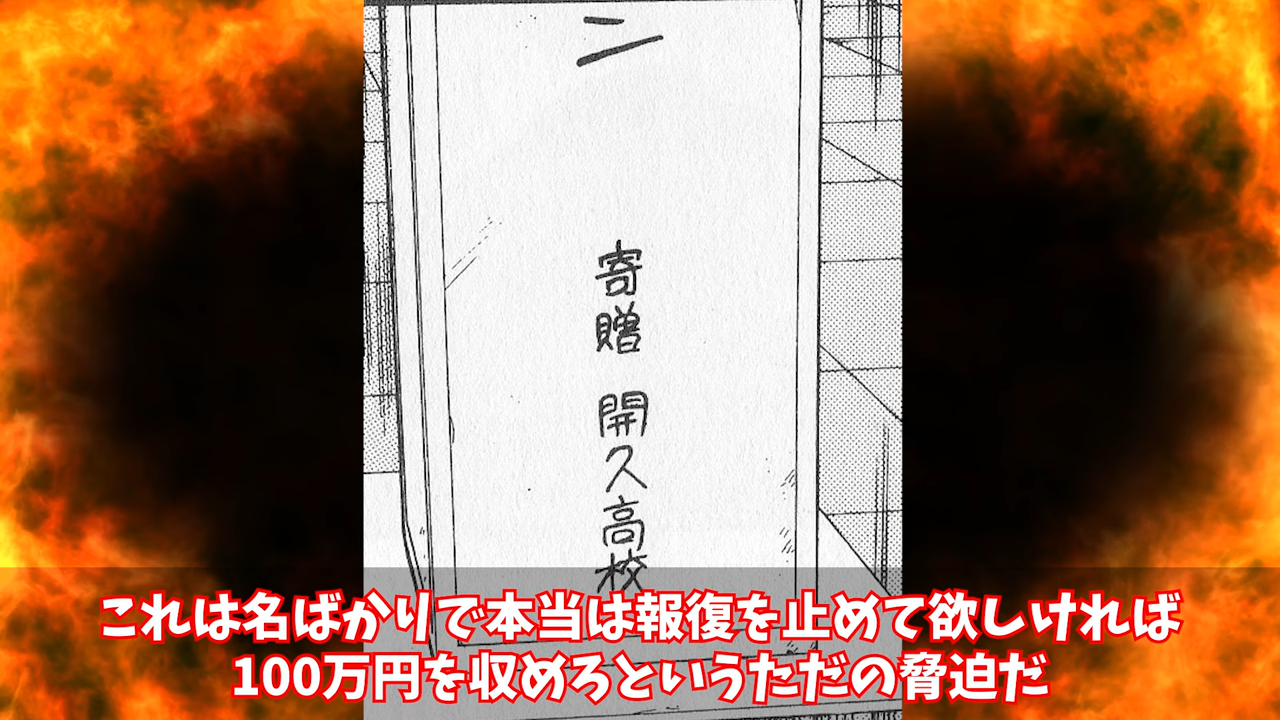 ン
寄贈 開久高校
これは名ばかりで本当は報復を止めて欲しければ
100万円を収めろというただの脅迫だ